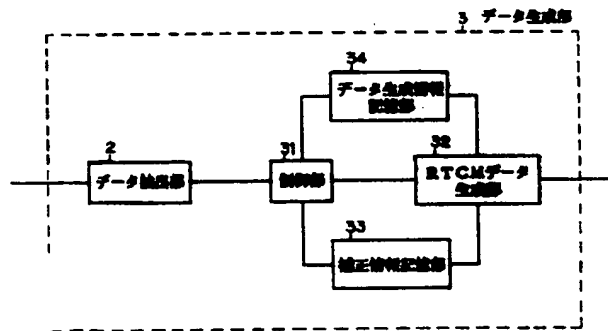 3 データ生成部
34
データ生成情報
記憶部
2
データ抽出部
31
制御部
32
RTCMデータ
生成部
33
補正情報記憶部